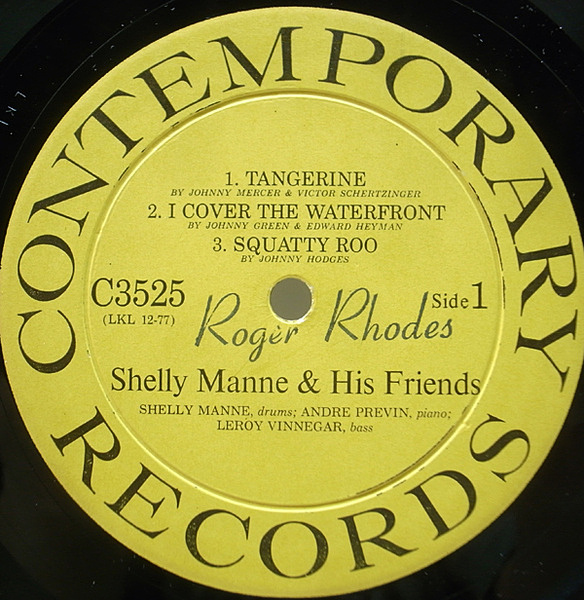 CONTEMPORARY
1. TANGERINE
BY JOHNNY MERCER & VICTOR SCHERTZINGER
2. I COVER THE WATERFRONT
BY JOHNNY GREEN & EDWARD HEYMAN
3. SQUATTY ROO
BY JOHNNY HODGES
C3525
(LKL 12-77)
Side 1
Roger Rhodes
Shelly Manne & His Friends
SHELLY MANNE, drums; ANDRE PREVIN, piano;
LEROY VINNEGAR, bass
RECORDS